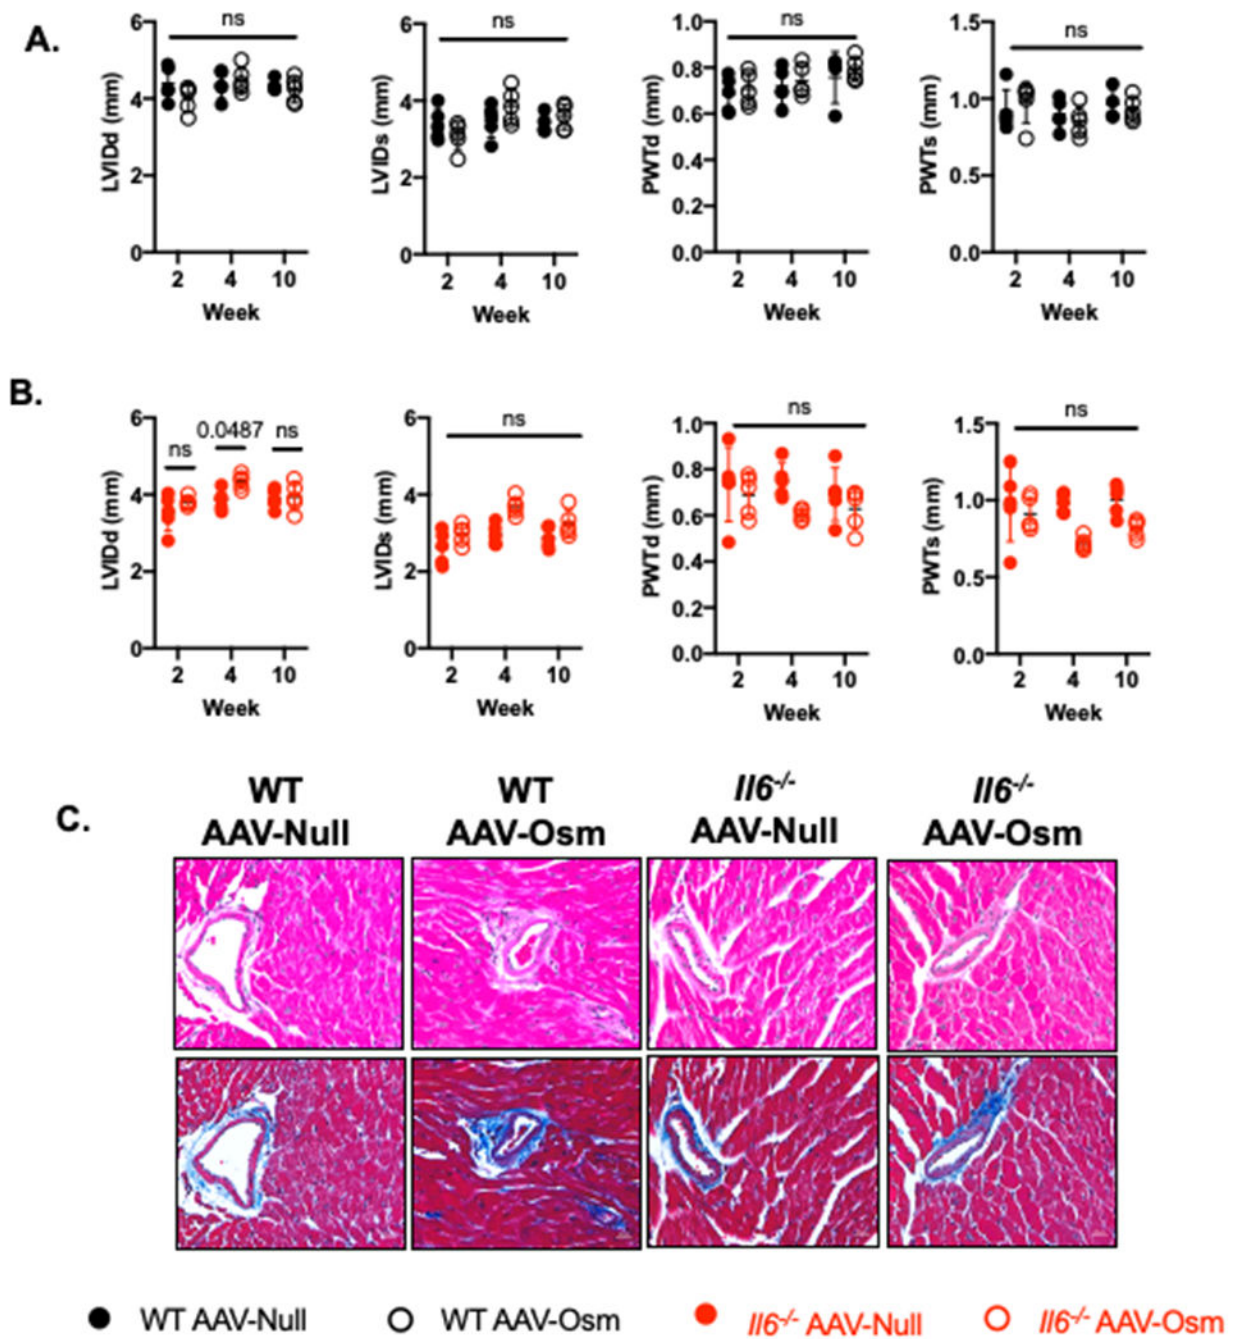 A.
ns
ns
ns
ns
LVIDd (mm)
6
4
2
0
2 4 10
Week
LVIDs (mm)
6
4
2
0
2 4 10
Week
PWTd (mm)
1.0
0.8
0.6
0.4
0.2
0.0
2 4 10
Week
PWTs (mm)
1.5
1.0
0.5
0.0
2 4 10
Week
B.
ns 0.0487 ns
ns
ns
ns
LVIDd (mm)
6
4
2
0
2 4 10
Week
LVIDs (mm)
6
4
2
0
2 4 10
Week
PWTd (mm)
1.0
0.8
0.6
0.4
0.2
0.0
2 4 10
Week
PWTs (mm)
1.5
1.0
0.5
0.0
2 4 10
Week
C.
WT
AAV-Null
WT
AAV-Osm
Il6-/-
AAV-Null
Il6-/-
AAV-Osm
WT AAV-Null
WT AAV-Osm
Il6-/- AAV-Null
Il6-/- AAV-Osm